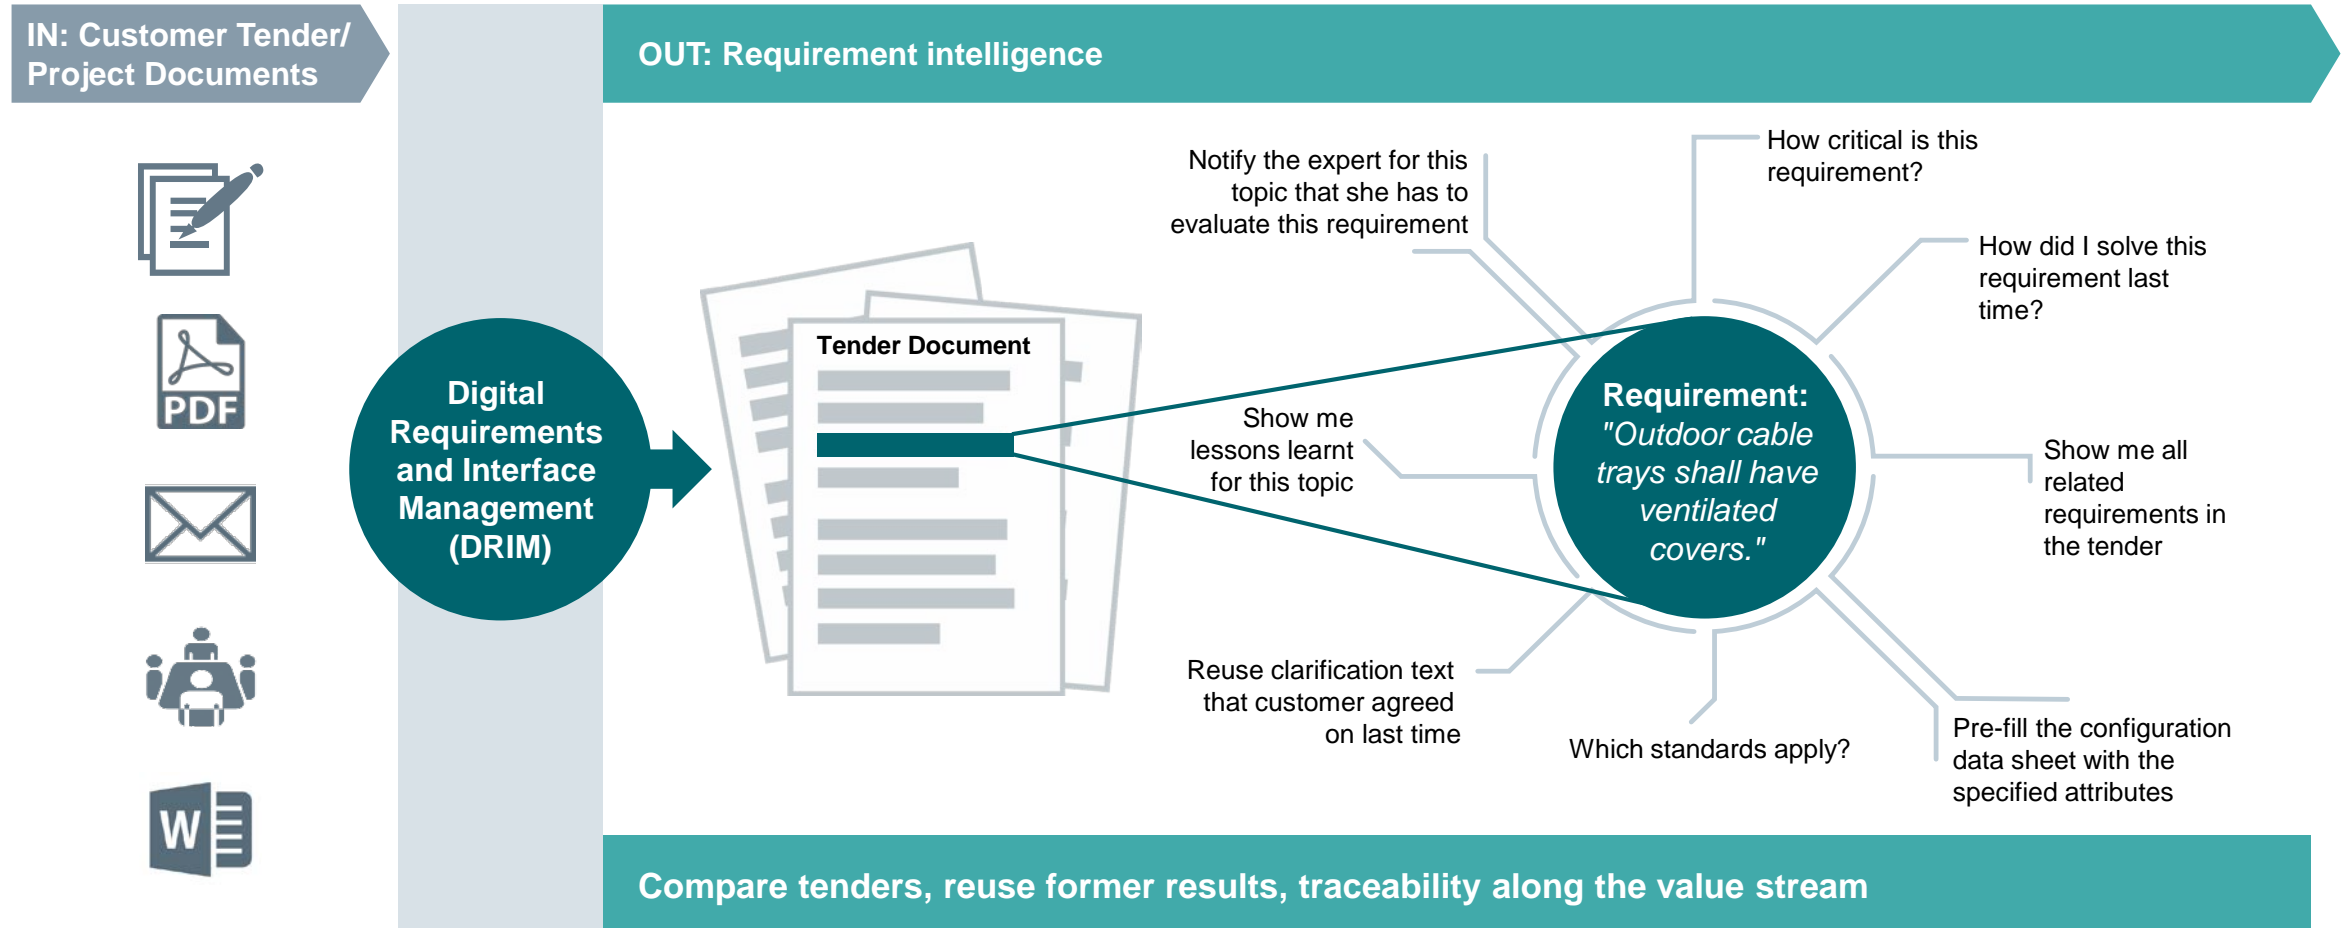 IN: Customer Tender/
Project Documents
OUT: Requirement intelligence
PDF
W
Digital
Requirements
and Interface
Management
(DRIM)
Tender Document
Notify the expert for this
topic that she has to
evaluate this requirement
How critical is this
requirement?
How did I solve this
requirement last
time?
Show me
lessons learnt
for this topic
Requirement:
"Outdoor cable
trays shall have
ventilated
covers."
Show me all
related
requirements in
the tender
Reuse clarification text
that customer agreed
on last time
Which standards apply?
Pre-fill the configuration
data sheet with the
specified attributes
Compare tenders, reuse former results, traceability along the value stream